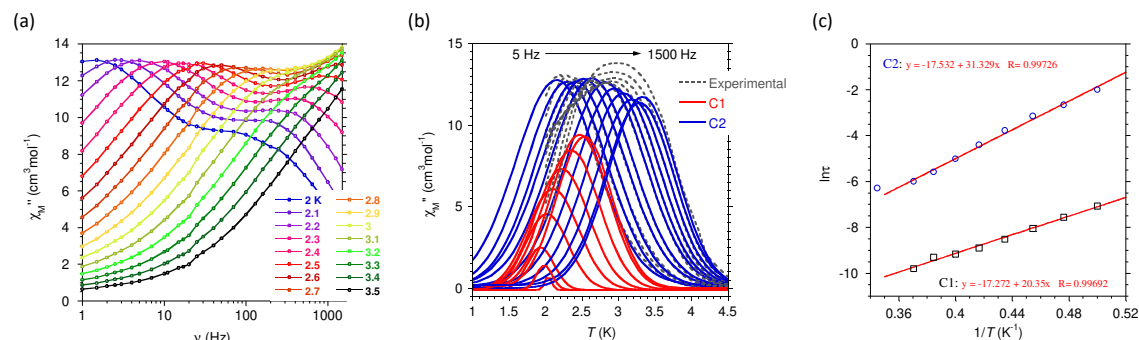 (a)
χM'' (cm³mol⁻¹)
14
12
10
8
6
4
2
0
1
10
100
1000
ν (Hz)
2 K
2.1
2.2
2.3
2.4
2.5
2.6
2.7
2.8
2.9
3
3.1
3.2
3.3
3.4
3.5
(b)
χM'' (cm³mol⁻¹)
15
10
5
0
1
1.5
2
2.5
3
3.5
4
4.5
T (K)
5 Hz
1500 Hz
Experimental
C1
C2
(c)
lnτ
0
-2
-4
-6
-8
-10
0.36
0.4
0.44
0.48
0.52
1/T (K⁻¹)
C2: y = -17.532 + 31.329x R= 0.99726
C1: y = -17.272 + 20.35x R= 0.99692